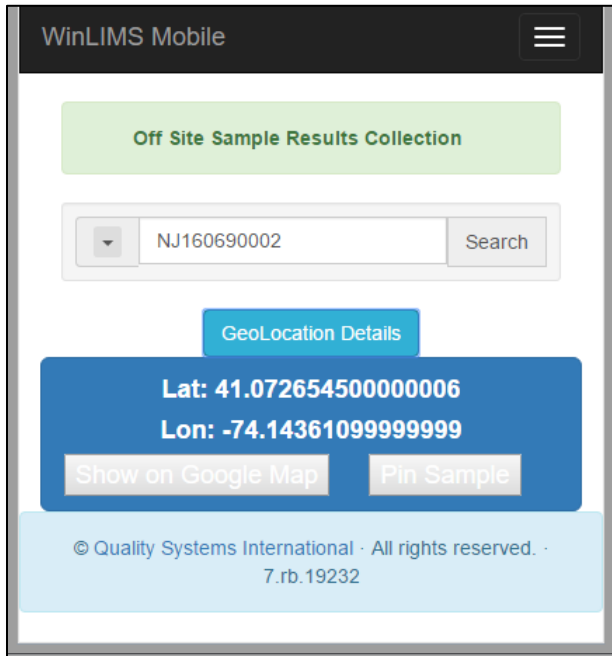 WinLIMS Mobile
Off Site Sample Results Collection
NJ160690002
Search
GeoLocation Details
Lat: 41.072654500000006
Lon: -74.14361099999999
Show on Google Map
Pin Sample
© Quality Systems International · All rights reserved. ·
7.rb.19232